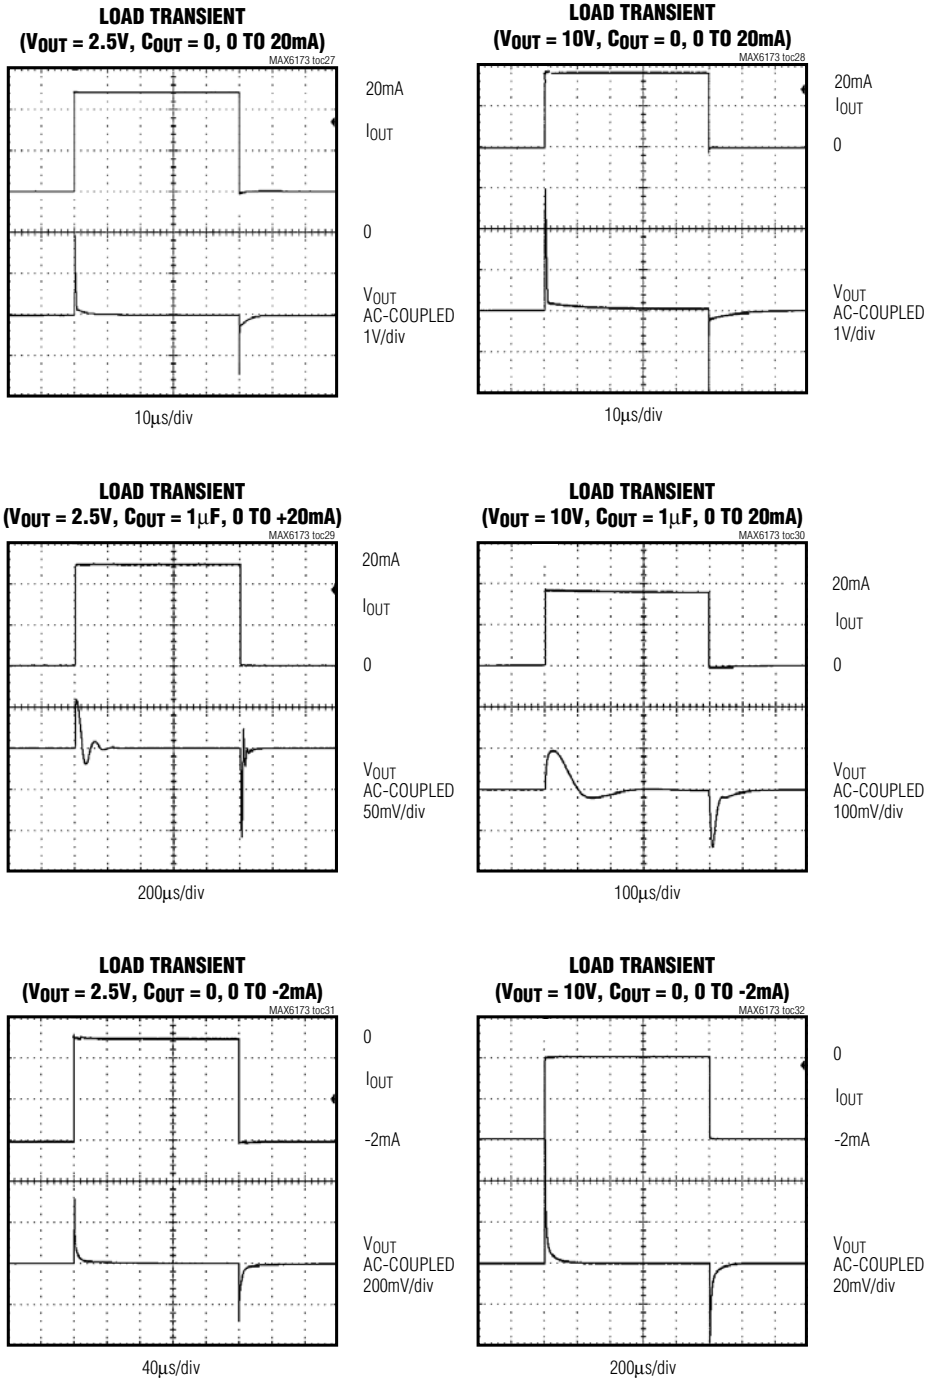 LOAD TRANSIENT
(VOUT = 2.5V, COUT = 0, 0 TO 20mA)
MAX6173 toc27
20mA
IOUT
0
VOUT
AC-COUPLED
1V/div
10µs/div
LOAD TRANSIENT
(VOUT = 10V, COUT = 0, 0 TO 20mA)
MAX6173 toc28
20mA
IOUT
0
VOUT
AC-COUPLED
1V/div
10µs/div
LOAD TRANSIENT
(VOUT = 2.5V, COUT = 1µF, 0 TO +20mA)
MAX6173 toc29
20mA
IOUT
0
VOUT
AC-COUPLED
50mV/div
200µs/div
LOAD TRANSIENT
(VOUT = 10V, COUT = 1µF, 0 TO 20mA)
MAX6173 toc30
20mA
IOUT
0
VOUT
AC-COUPLED
100mV/div
100µs/div
LOAD TRANSIENT
(VOUT = 2.5V, COUT = 0, 0 TO -2mA)
MAX6173 toc31
0
IOUT
-2mA
VOUT
AC-COUPLED
200mV/div
40µs/div
LOAD TRANSIENT
(VOUT = 10V, COUT = 0, 0 TO -2mA)
MAX6173 toc32
0
IOUT
-2mA
VOUT
AC-COUPLED
20mV/div
200µs/div